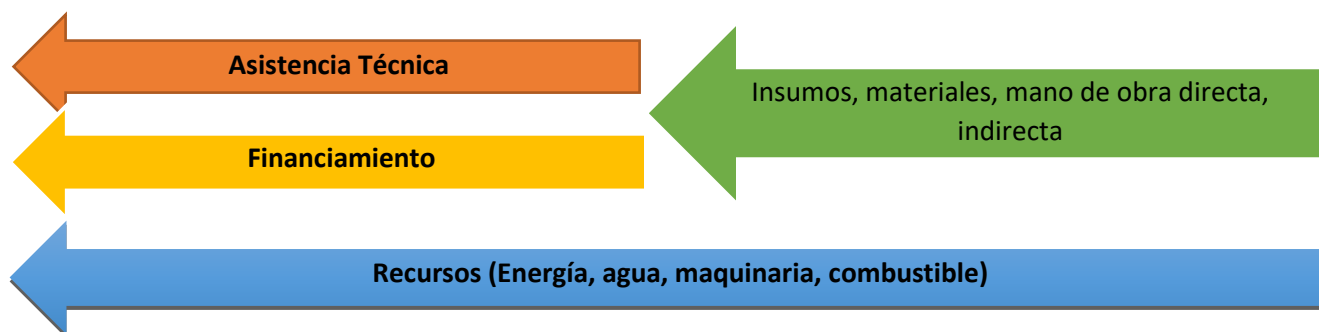 Asistencia Técnica
Insumos, materiales, mano de obra directa,
indirecta
Financiamiento
Recursos (Energía, agua, maquinaria, combustible)